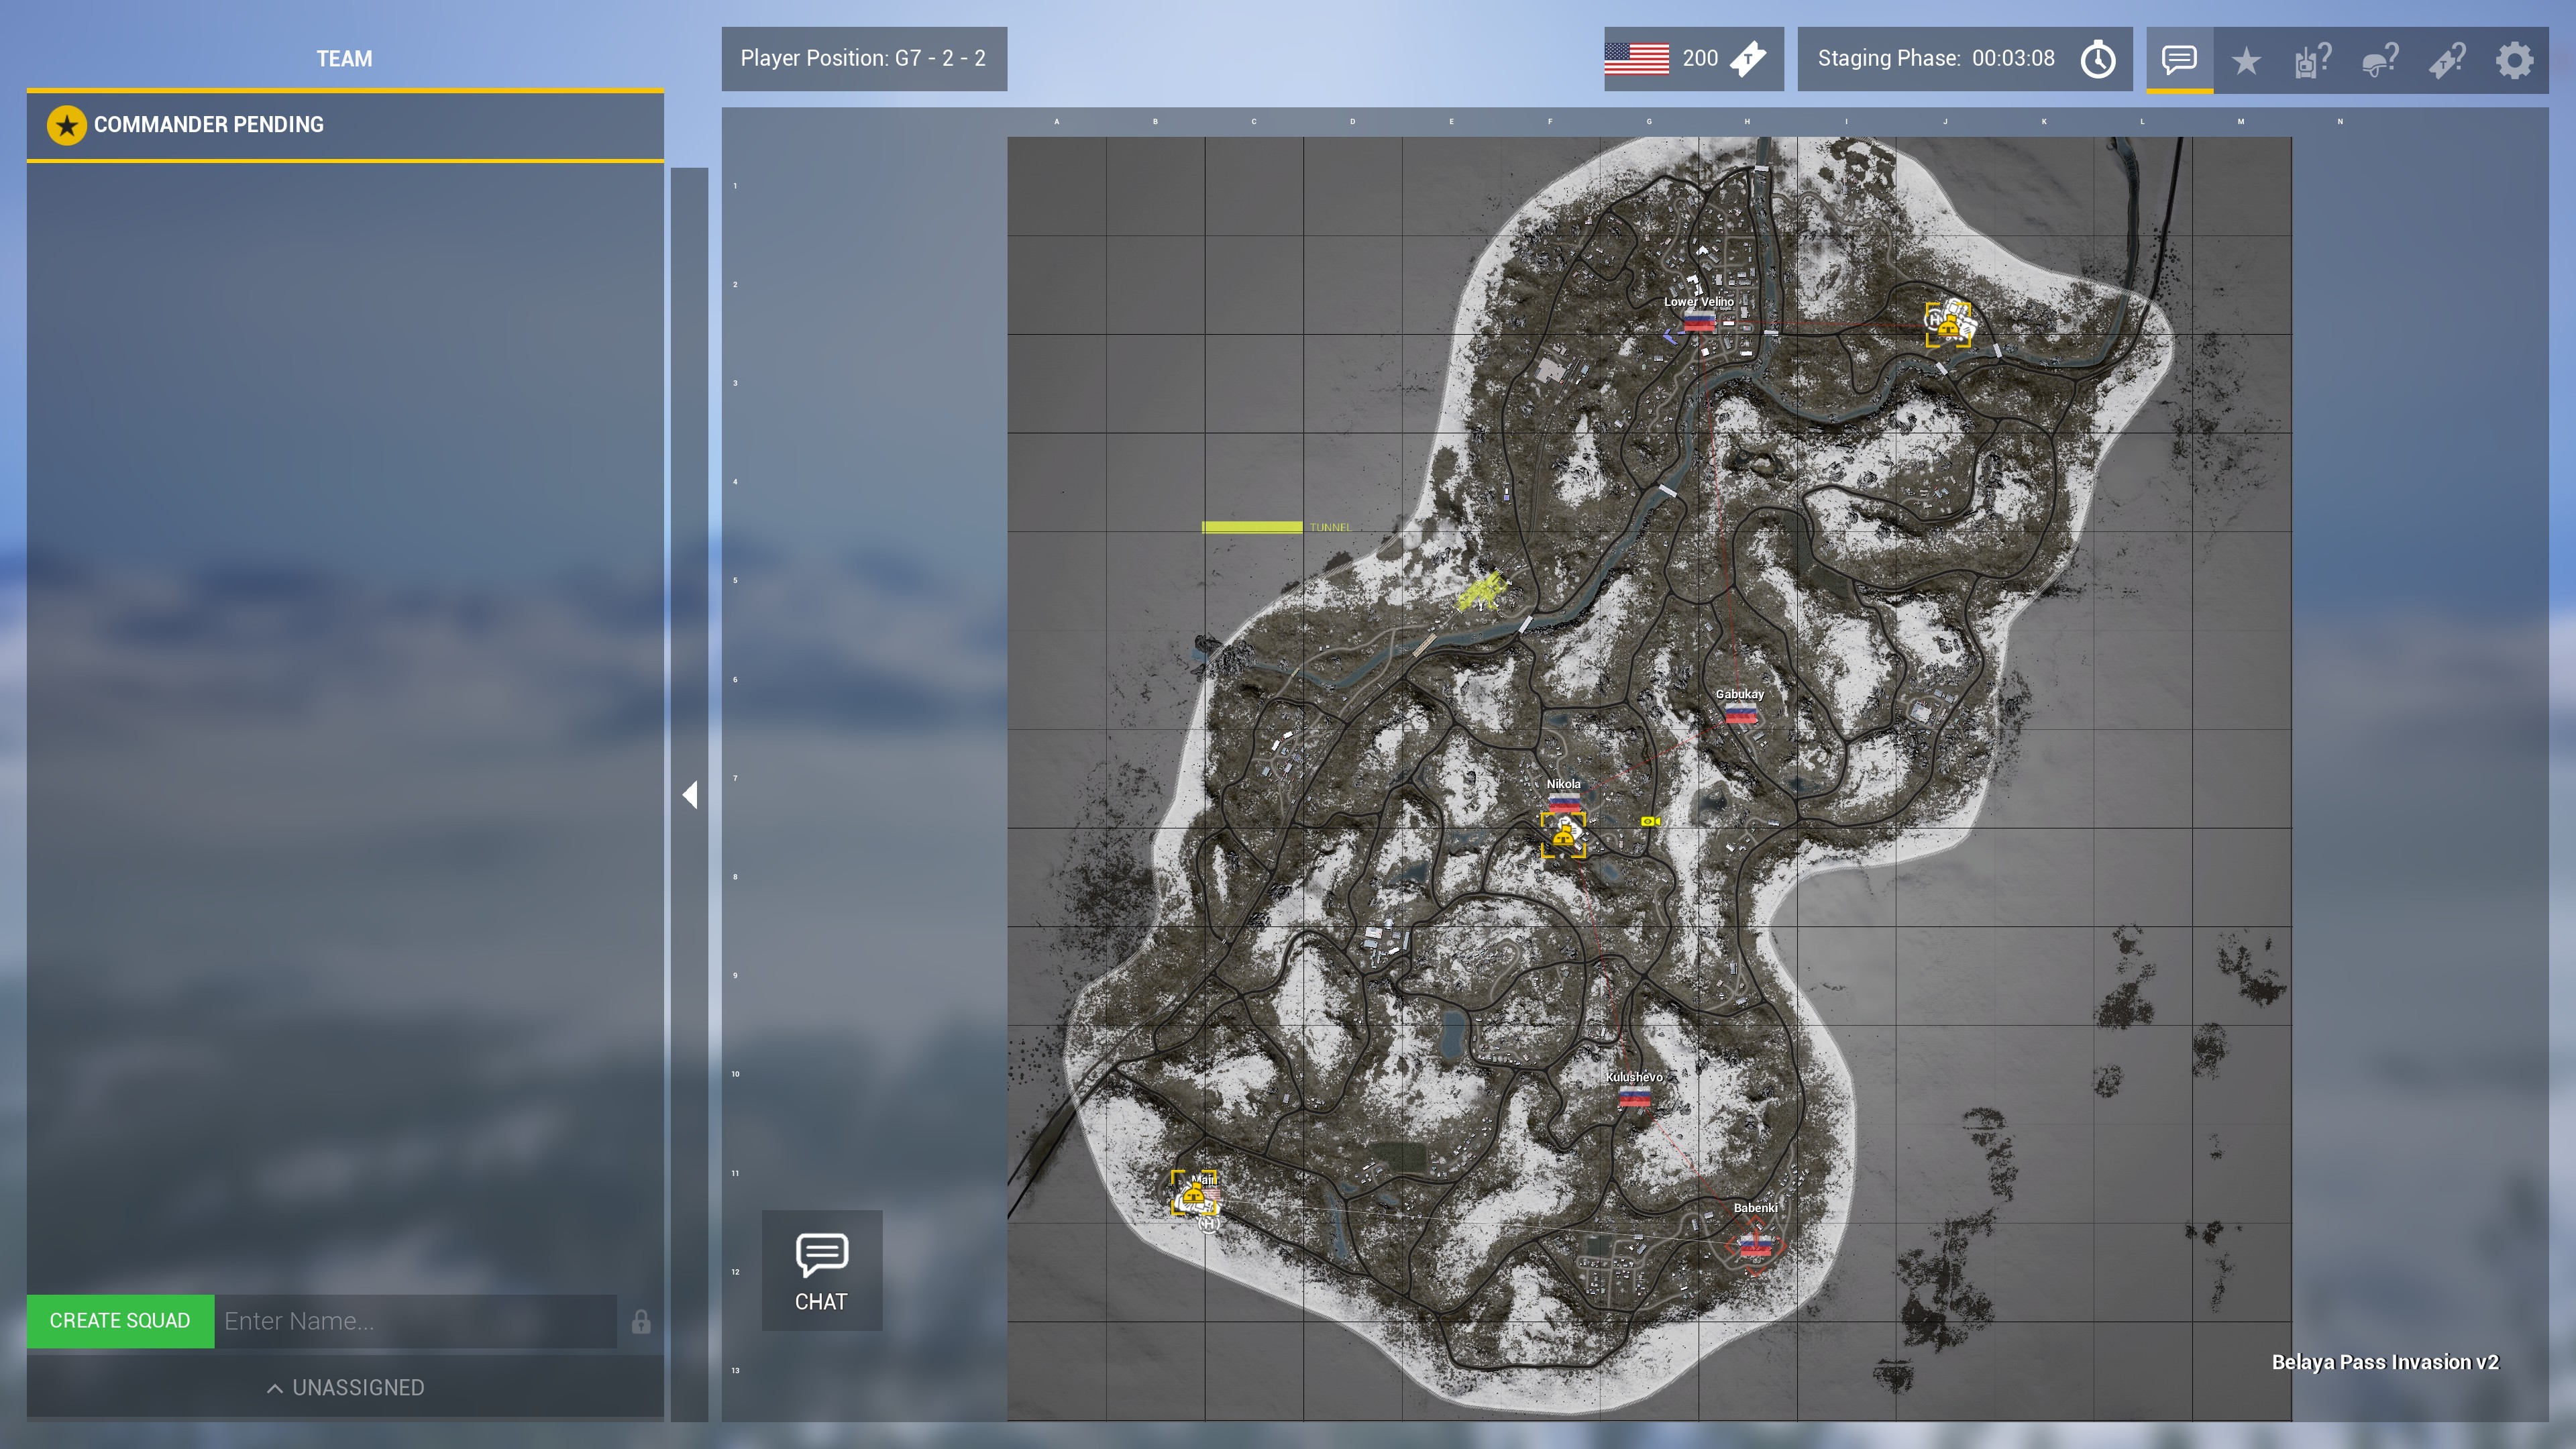 TEAM
Player Position: G7 - 2 - 2
200
T
Staging Phase: 00:03:08
COMMANDER PENDING
A B C D E F G H I J K L M N
1
2
Lower Veliho
H
3
4
TUNNEL
5
6
Gabukay
7
Nikola
8
9
10
Kulushevo
11
Main
Babenki
H
12
CHAT
CREATE SQUAD
Enter Name...
13
Belaya Pass Invasion v2
UNASSIGNED